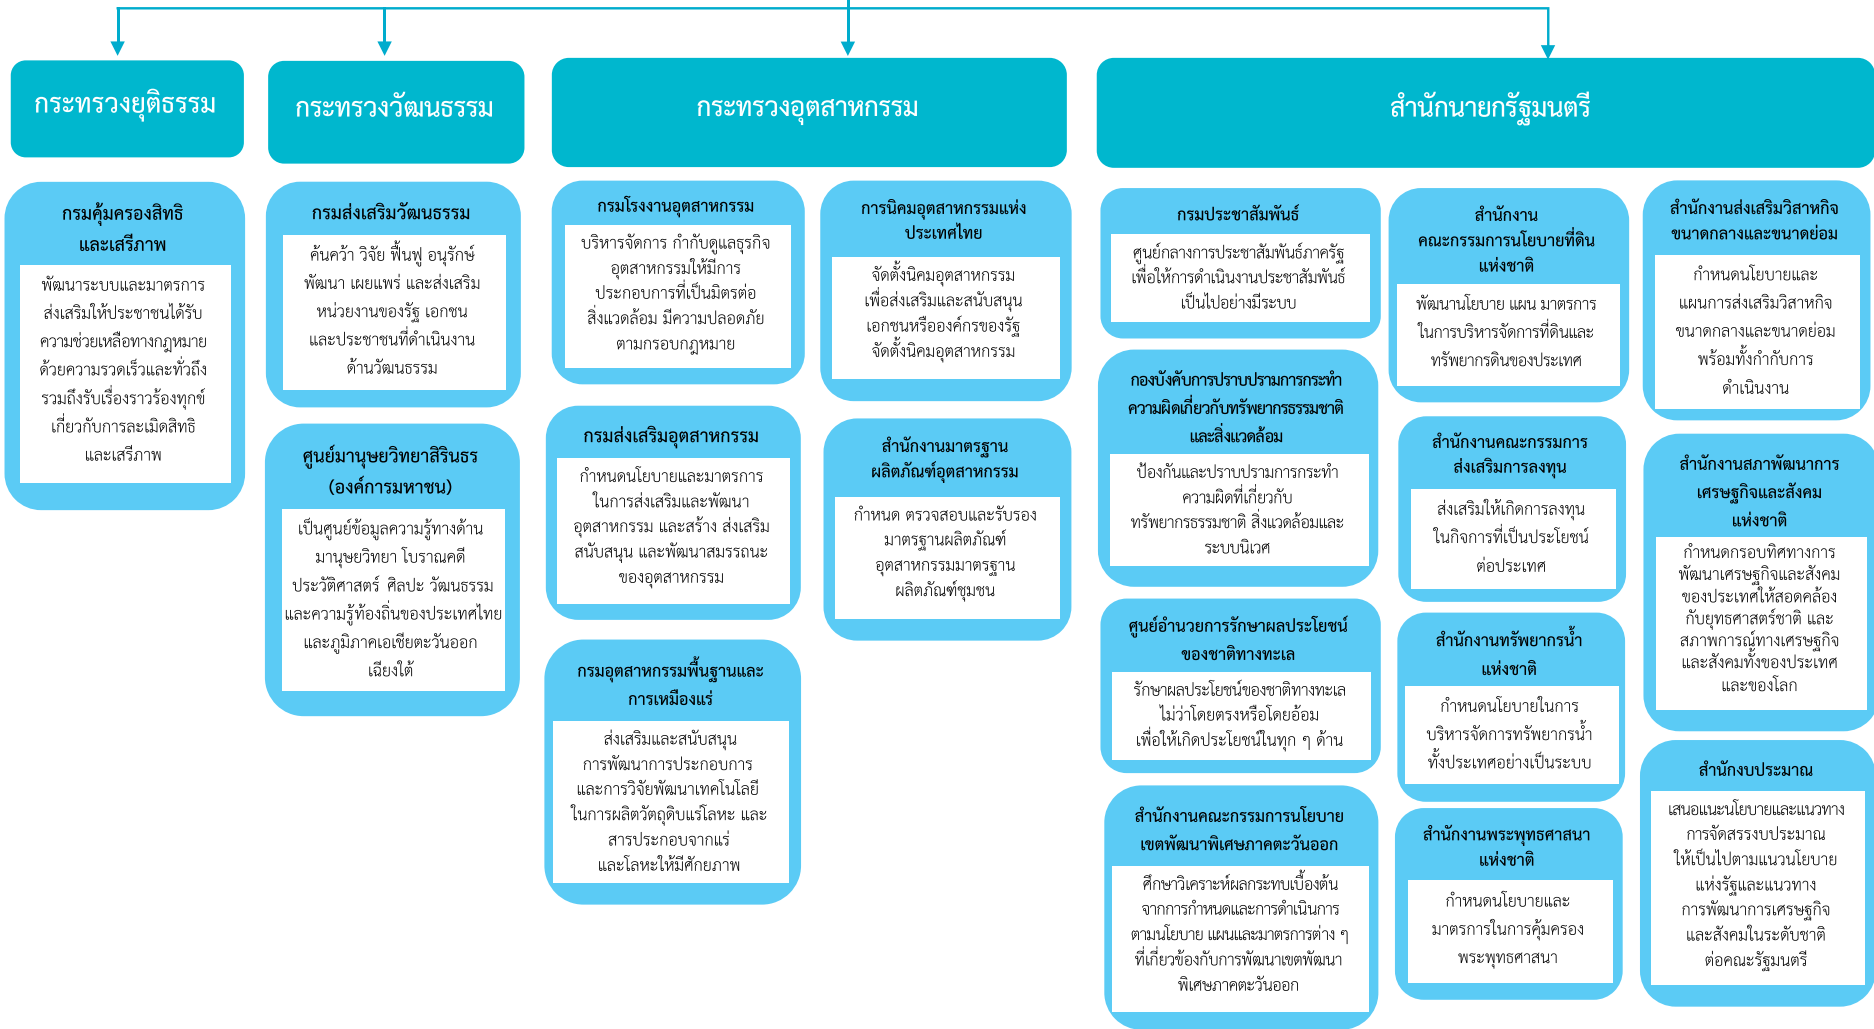 กระทรวงยุติธรรม
กรมคุ้มครองสิทธิ
และเสรีภาพ
พัฒนาระบบและมาตรการ
ส่งเสริมให้ประชาชนได้รับ
ความช่วยเหลือทางกฎหมาย
ด้วยความรวดเร็วและทั่วถึง
รวมถึงรับเรื่องราวร้องทุกข์
เกี่ยวกับการละเมิดสิทธิ
และเสรีภาพ
กระทรวงวัฒนธรรม
กรมส่งเสริมวัฒนธรรม
ค้นคว้า วิจัย ฟื้นฟู อนุรักษ์
พัฒนา เผยแพร่ และส่งเสริม
หน่วยงานของรัฐ เอกชน
และประชาชนที่ดำเนินงาน
ด้านวัฒนธรรม
ศูนย์มานุษยวิทยาสิรินธร
(องค์การมหาชน)
เป็นศูนย์ข้อมูลความรู้ทางด้าน
มานุษยวิทยา โบราณคดี
ประวัติศาสตร์ ศิลปะ วัฒนธรรม
และความรู้ท้องถิ่นของประเทศไทย
และภูมิภาคเอเชียตะวันออก
เฉียงใต้
กระทรวงอุตสาหกรรม
กรมโรงงานอุตสาหกรรม
บริหารจัดการ กำกับดูแลธุรกิจ
อุตสาหกรรมให้มีการ
ประกอบการที่เป็นมิตรต่อ
สิ่งแวดล้อม มีความปลอดภัย
ตามกรอบกฎหมาย
กรมส่งเสริมอุตสาหกรรม
กำหนดนโยบายและมาตรการ
ในการส่งเสริมและพัฒนา
อุตสาหกรรม และสร้าง ส่งเสริม
สนับสนุน และพัฒนาสมรรถนะ
ของอุตสาหกรรม
กรมอุตสาหกรรมพื้นฐานและ
การเหมืองแร่
ส่งเสริมและสนับสนุน
การพัฒนาการประกอบการ
และการวิจัยพัฒนาเทคโนโลยี
ในการผลิตวัตถุดิบแร่โลหะ และ
สารประกอบจากแร่
และโลหะให้มีศักยภาพ
การนิคมอุตสาหกรรมแห่ง
ประเทศไทย
จัดตั้งนิคมอุตสาหกรรม
เพื่อส่งเสริมและสนับสนุน
เอกชนหรือองค์กรของรัฐ
จัดตั้งนิคมอุตสาหกรรม
สำนักงานมาตรฐาน
ผลิตภัณฑ์อุตสาหกรรม
กำหนด ตรวจสอบและรับรอง
มาตรฐานผลิตภัณฑ์
อุตสาหกรรมมาตรฐาน
ผลิตภัณฑ์ชุมชน
สำนักนายกรัฐมนตรี
กรมประชาสัมพันธ์
ศูนย์กลางการประชาสัมพันธ์ภาครัฐ
เพื่อให้การดำเนินงานประชาสัมพันธ์
เป็นไปอย่างมีระบบ
กองบังคับการปราบปรามการกระทำ
ความผิดเกี่ยวกับทรัพยากรธรรมชาติ
และสิ่งแวดล้อม
ป้องกันและปราบปรามการกระทำ
ความผิดที่เกี่ยวกับ
ทรัพยากรธรรมชาติ สิ่งแวดล้อมและ
ระบบนิเวศ
ศูนย์อำนวยการรักษาผลประโยชน์
ของชาติทางทะเล
รักษาผลประโยชน์ของชาติทางทะเล
ไม่ว่าโดยตรงหรือโดยอ้อม
เพื่อให้เกิดประโยชน์ในทุก ๆ ด้าน
สำนักงานคณะกรรมการนโยบาย
เขตพัฒนาพิเศษภาคตะวันออก
ศึกษาวิเคราะห์ผลกระทบเบื้องต้น
จากการกำหนดและการดำเนินการ
ตามนโยบาย แผนและมาตรการต่าง ๆ
ที่เกี่ยวข้องกับการพัฒนาเขตพัฒนา
พิเศษภาคตะวันออก
สำนักงาน
คณะกรรมการนโยบายที่ดิน
แห่งชาติ
พัฒนานโยบาย แผน มาตรการ
ในการบริหารจัดการที่ดินและ
ทรัพยากรดินของประเทศ
สำนักงานคณะกรรมการ
ส่งเสริมการลงทุน
ส่งเสริมให้เกิดการลงทุน
ในกิจการที่เป็นประโยชน์
ต่อประเทศ
สำนักงานทรัพยากรน้ำ
แห่งชาติ
กำหนดนโยบายในการ
บริหารจัดการทรัพยากรน้ำ
ทั้งประเทศอย่างเป็นระบบ
สำนักงานพระพุทธศาสนา
แห่งชาติ
กำหนดนโยบายและ
มาตรการในการคุ้มครอง
พระพุทธศาสนา
สำนักงานส่งเสริมวิสาหกิจ
ขนาดกลางและขนาดย่อม
กำหนดนโยบายและ
แผนการส่งเสริมวิสาหกิจ
ขนาดกลางและขนาดย่อม
พร้อมทั้งกำกับการ
ดำเนินงาน
สำนักงานสภาพัฒนาการ
เศรษฐกิจและสังคม
แห่งชาติ
กำหนดกรอบทิศทางการ
พัฒนาเศรษฐกิจและสังคม
ของประเทศให้สอดคล้อง
กับยุทธศาสตร์ชาติ และ
สภาพการณ์ทางเศรษฐกิจ
และสังคมทั้งของประเทศ
และของโลก
สำนักงบประมาณ
เสนอแนะนโยบายและแนวทาง
การจัดสรรงบประมาณ
ให้เป็นไปตามแนวนโยบาย
แห่งรัฐและแนวทาง
การพัฒนาการเศรษฐกิจ
และสังคมในระดับชาติ
ต่อคณะรัฐมนตรี